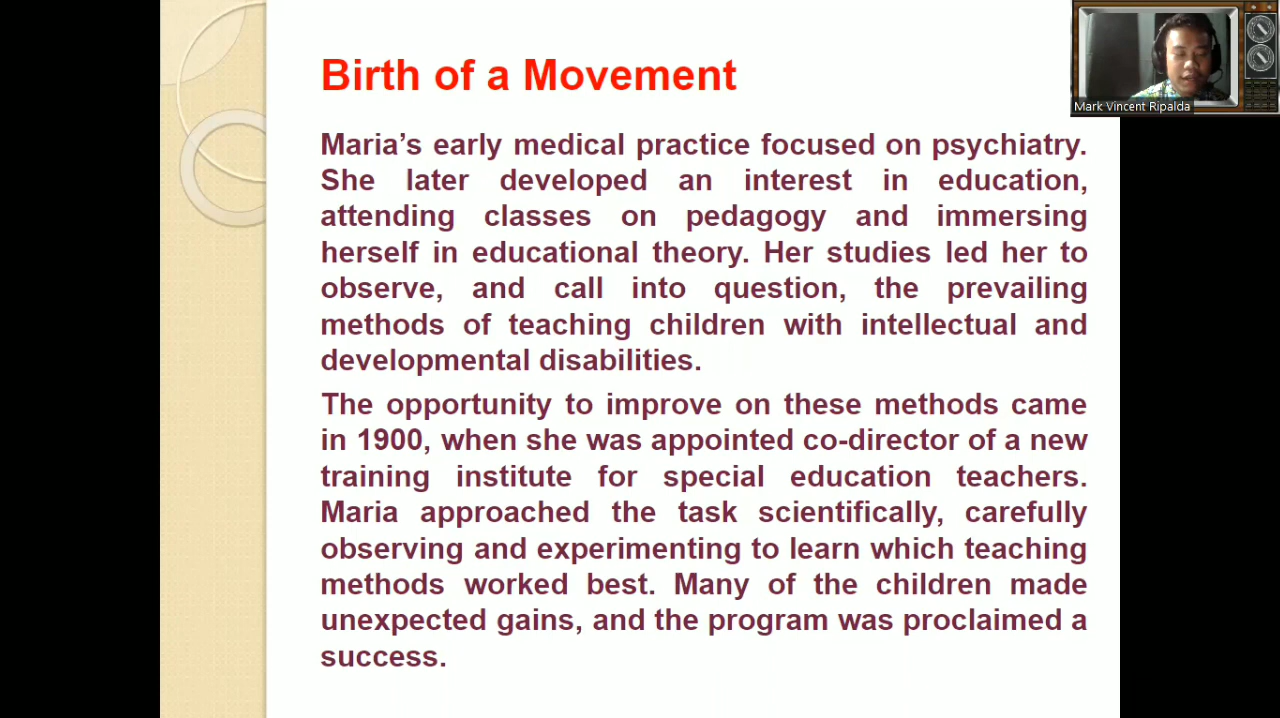 Birth of a Movement
Mark Vincent Ripalda
Maria’s early medical practice focused on psychiatry.
She later developed an interest in education,
attending classes on pedagogy and immersing
herself in educational theory. Her studies led her to
observe, and call into question, the prevailing
methods of teaching children with intellectual and
developmental disabilities.
The opportunity to improve on these methods came
in 1900, when she was appointed co-director of a new
training institute for special education teachers.
Maria approached the task scientifically, carefully
observing and experimenting to learn which teaching
methods worked best. Many of the children made
unexpected gains, and the program was proclaimed a
success.